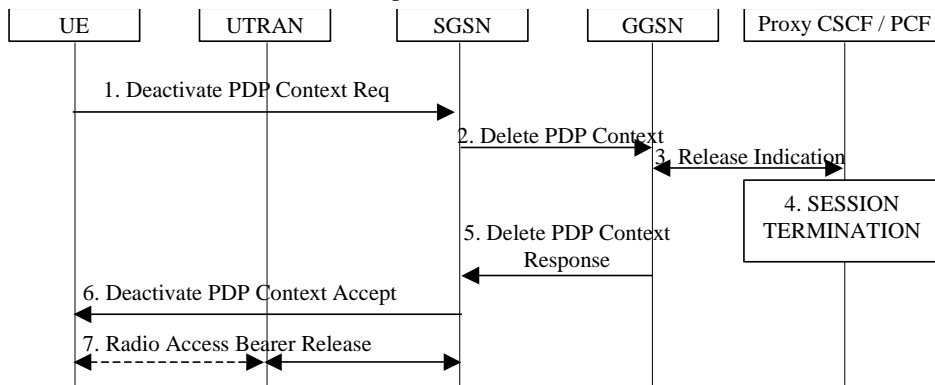 UE
UTRAN
SGSN
GGSN
Proxy CSCF / PCF
1. Deactivate PDP Context Req
2. Delete PDP Context
3. Release Indication
4. SESSION
TERMINATION
5. Delete PDP Context
Response
6. Deactivate PDP Context Accept
7. Radio Access Bearer Release